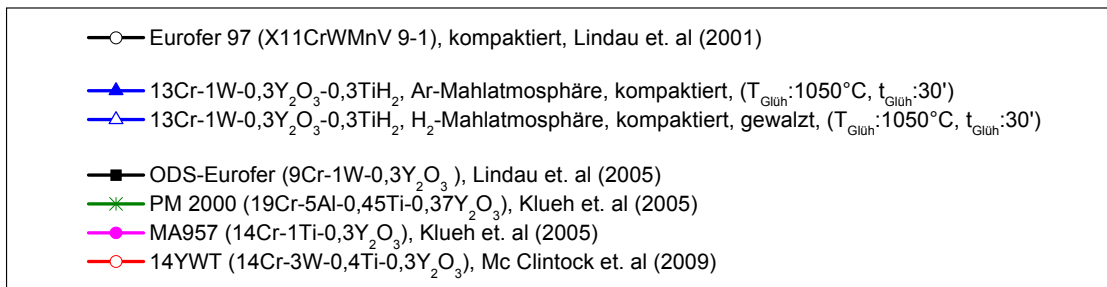 Eurofer 97 (X11CrWMnV 9-1), kompaktiert, Lindau et. al (2001)
13Cr-1W-0,3Y₂O₃-0,3TiH₂, Ar-Mahlatmosphäre, kompaktiert, (T_Glüh:1050°C, t_Glüh:30')
13Cr-1W-0,3Y₂O₃-0,3TiH₂, H₂-Mahlatmosphäre, kompaktiert, gewalzt, (T_Glüh:1050°C, t_Glüh:30')
ODS-Eurofer (9Cr-1W-0,3Y₂O₃ ), Lindau et. al (2005)
PM 2000 (19Cr-5Al-0,45Ti-0,37Y₂O₃), Klueh et. al (2005)
MA957 (14Cr-1Ti-0,3Y₂O₃), Klueh et. al (2005)
14YWT (14Cr-3W-0,4Ti-0,3Y₂O₃), Mc Clintock et. al (2009)